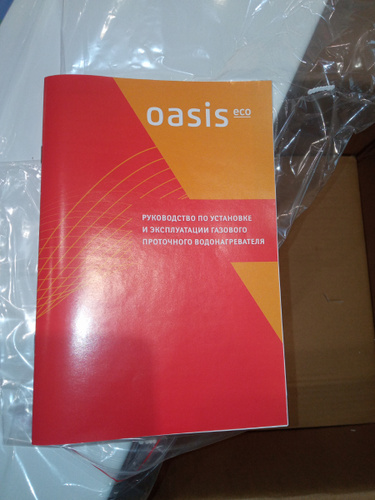 oasis eco
РУКОВОДСТВО ПО УСТАНОВКЕ
И ЭКСПЛУАТАЦИИ ГАЗОВОГО
ПРОТОЧНОГО ВОДОНАГРЕВАТЕЛЯ